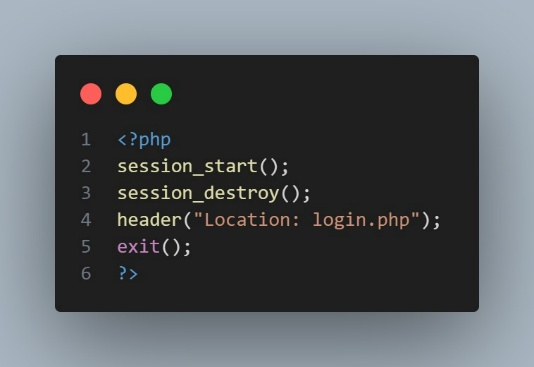 1 <?php
2 session_start();
3 session_destroy();
4 header("Location: login.php");
5 exit();
6 ?>